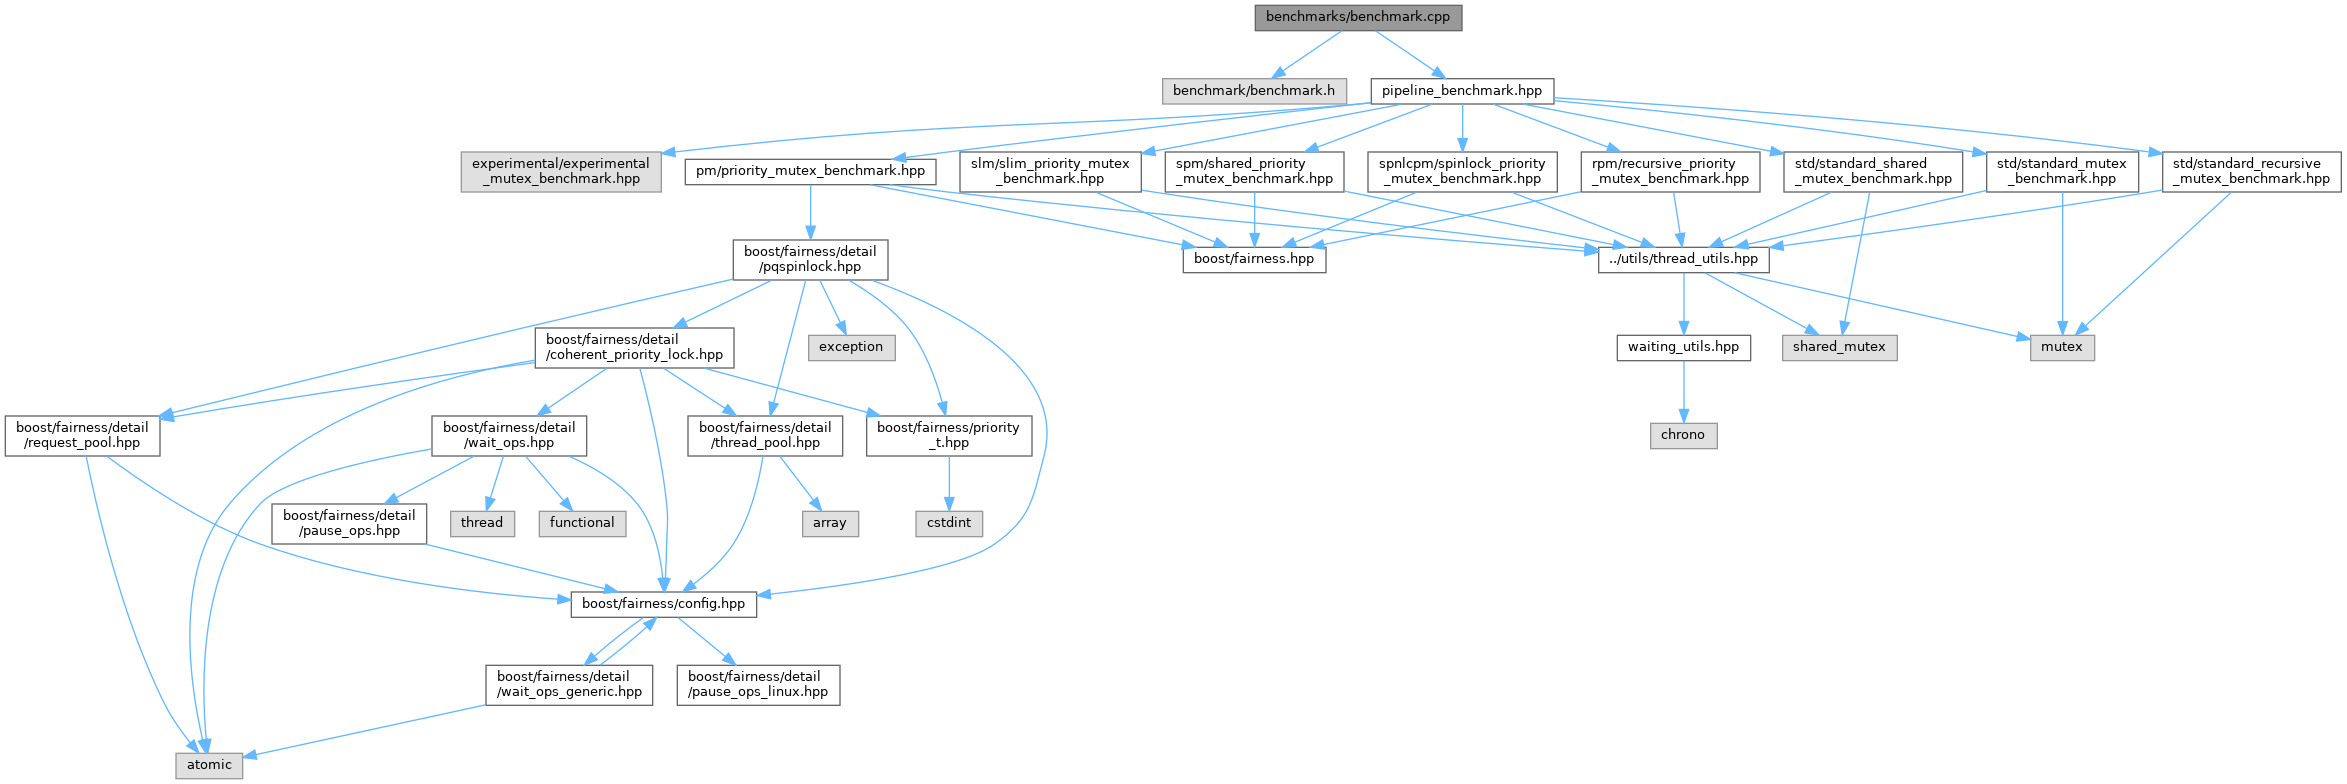 benchmarks/benchmark.cpp
benchmark/benchmark.h
pipeline_benchmark.hpp
experimental/experimental
_mutex_benchmark.hpp
pm/priority_mutex_benchmark.hpp
slm/slim_priority_mutex
_benchmark.hpp
spm/shared_priority
_mutex_benchmark.hpp
spnlcpm/spinlock_priority
_mutex_benchmark.hpp
rpm/recursive_priority
_mutex_benchmark.hpp
std/standard_shared
_mutex_benchmark.hpp
std/standard_mutex
_benchmark.hpp
std/standard_recursive
_mutex_benchmark.hpp
boost/fairness/detail
/pqspinlock.hpp
boost/fairness.hpp
../utils/thread_utils.hpp
boost/fairness/detail
/coherent_priority_lock.hpp
exception
waiting_utils.hpp
shared_mutex
mutex
boost/fairness/detail
/request_pool.hpp
boost/fairness/detail
/wait_ops.hpp
boost/fairness/detail
/thread_pool.hpp
boost/fairness/priority
_t.hpp
chrono
boost/fairness/detail
/pause_ops.hpp
thread
functional
array
cstdint
boost/fairness/config.hpp
boost/fairness/detail
/wait_ops_generic.hpp
boost/fairness/detail
/pause_ops_linux.hpp
atomic